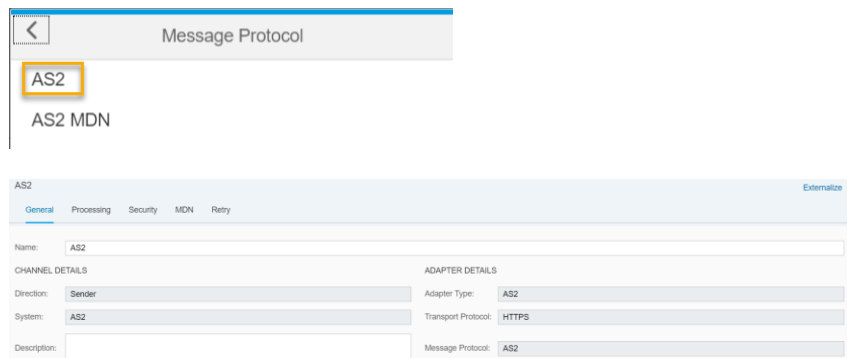 Message Protocol
AS2
AS2 MDN
AS2 Externalize
General Processing Security MDN Retry
Name: AS2
CHANNEL DETAILS ADAPTER DETAILS
Direction: Sender Adapter Type: AS2
System: AS2 Transport Protocol: HTTPS
Description: Message Protocol: AS2